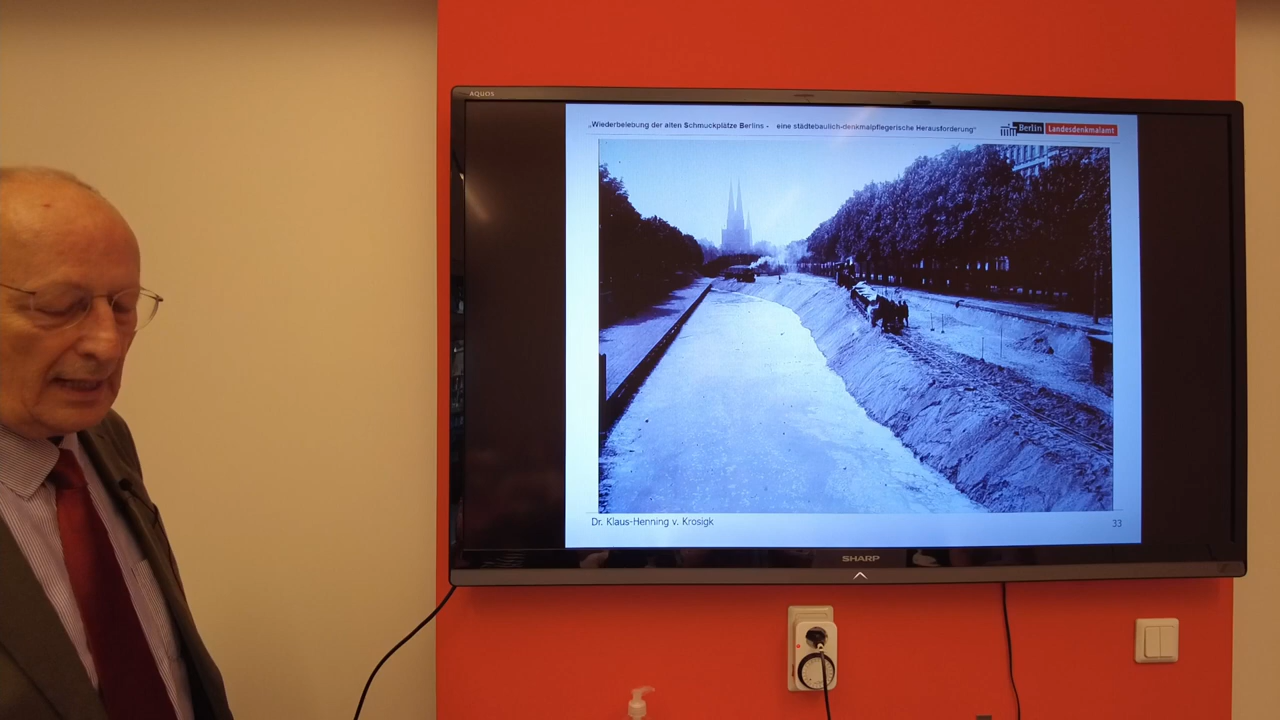 AQUOS
„Wiederbelebung der alten Schmuckplätze Berlins - eine städtebaulich-denkmalpflegerische Herausforderung"
Berlin Landesdenkmalamt
Dr. Klaus-Henning v. Krosigk 33
SHARP